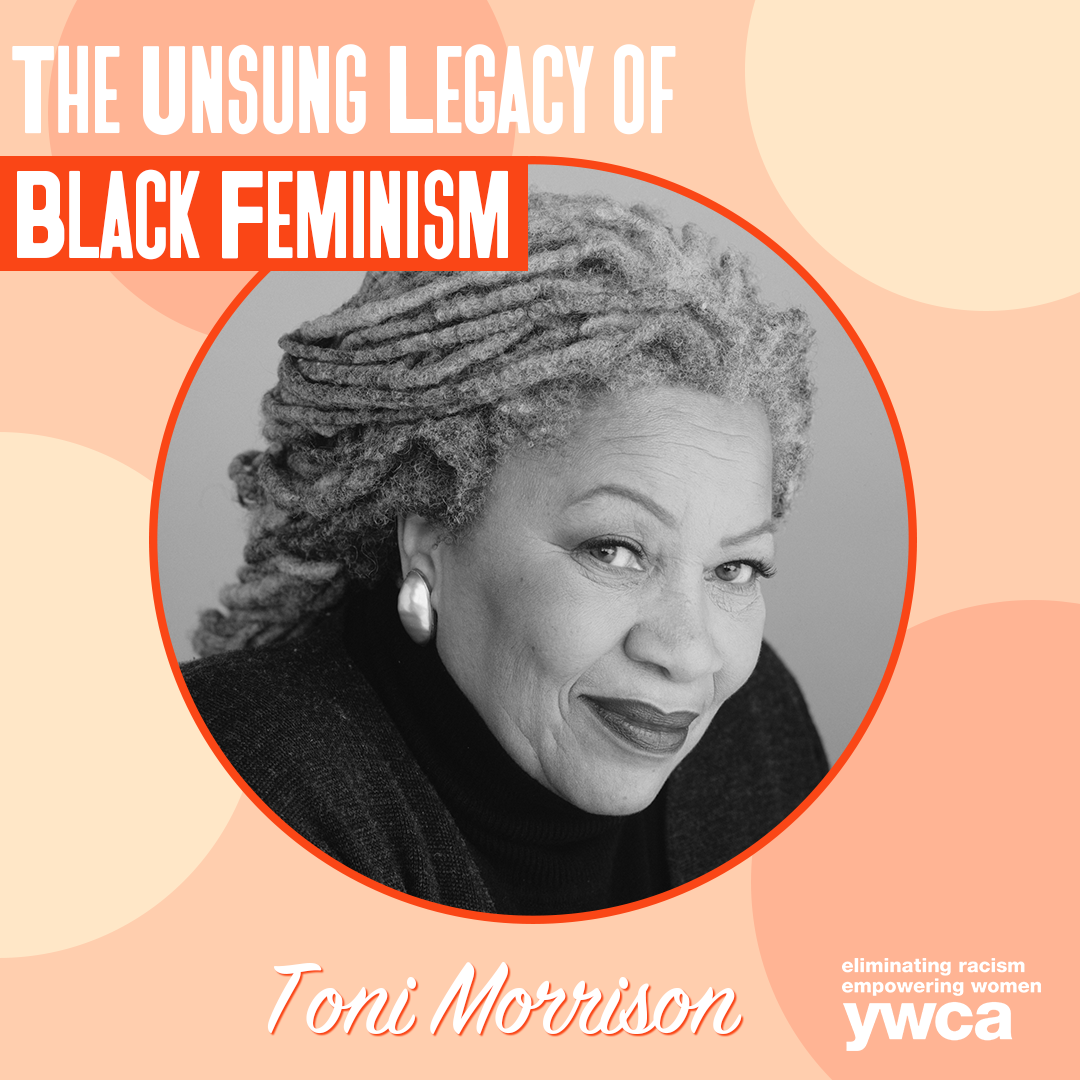 The Unsung Legacy of
Black Feminism
Toni Morrison
eliminating racism
empowering women
ywca